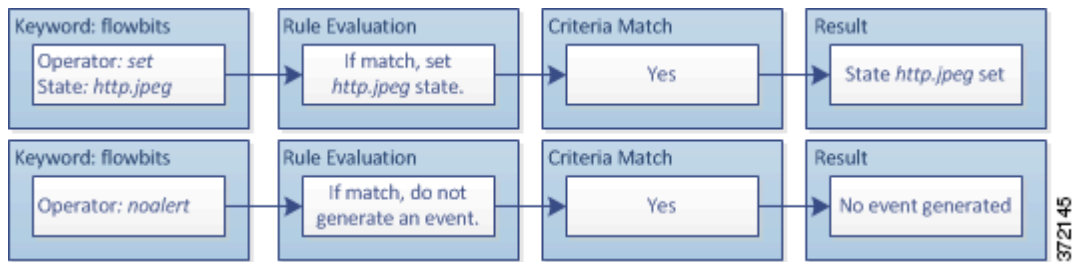 Keyword: flowbits
Operator: set
State: http.jpeg
Rule Evaluation
If match, set
http.jpeg state.
Criteria Match
Yes
Result
State http.jpeg set
Keyword: flowbits
Operator: noalert
Rule Evaluation
If match, do not
generate an event.
Criteria Match
Yes
Result
No event generated
372145